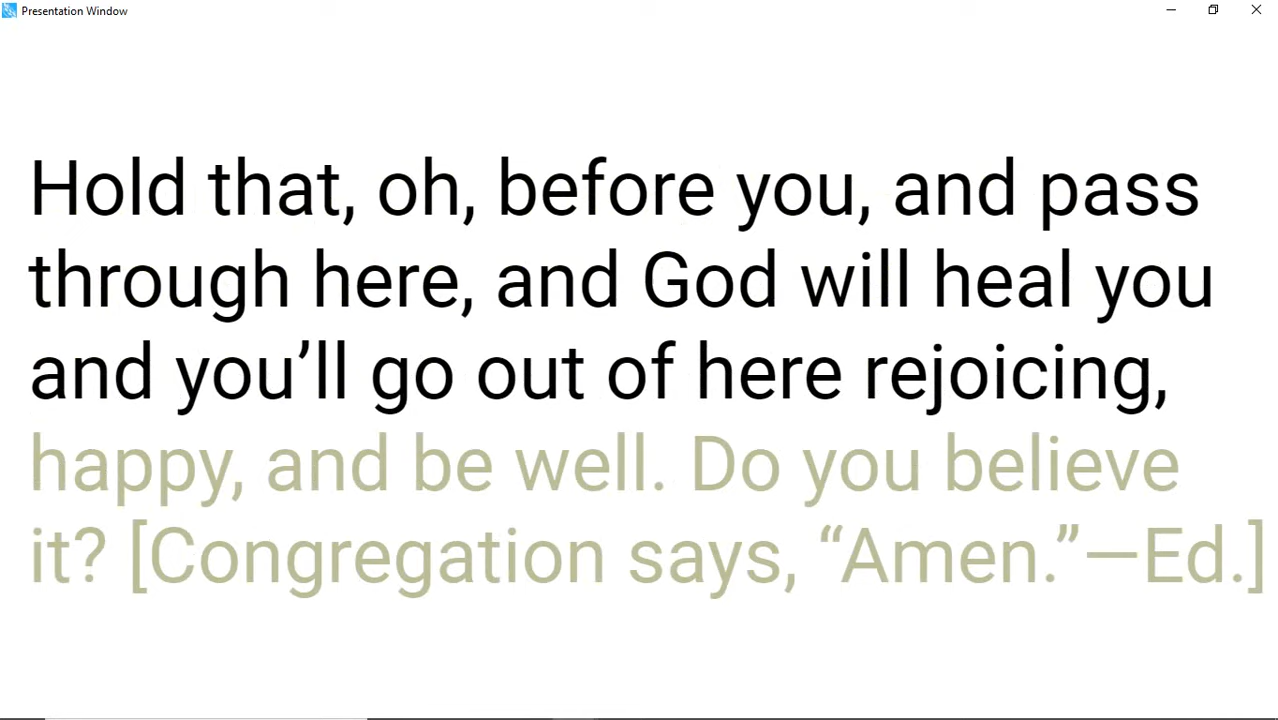 Presentation Window
Hold that, oh, before you, and pass
through here, and God will heal you
and you’ll go out of here rejoicing,
happy, and be well. Do you believe
it? [Congregation says, “Amen.”—Ed.]